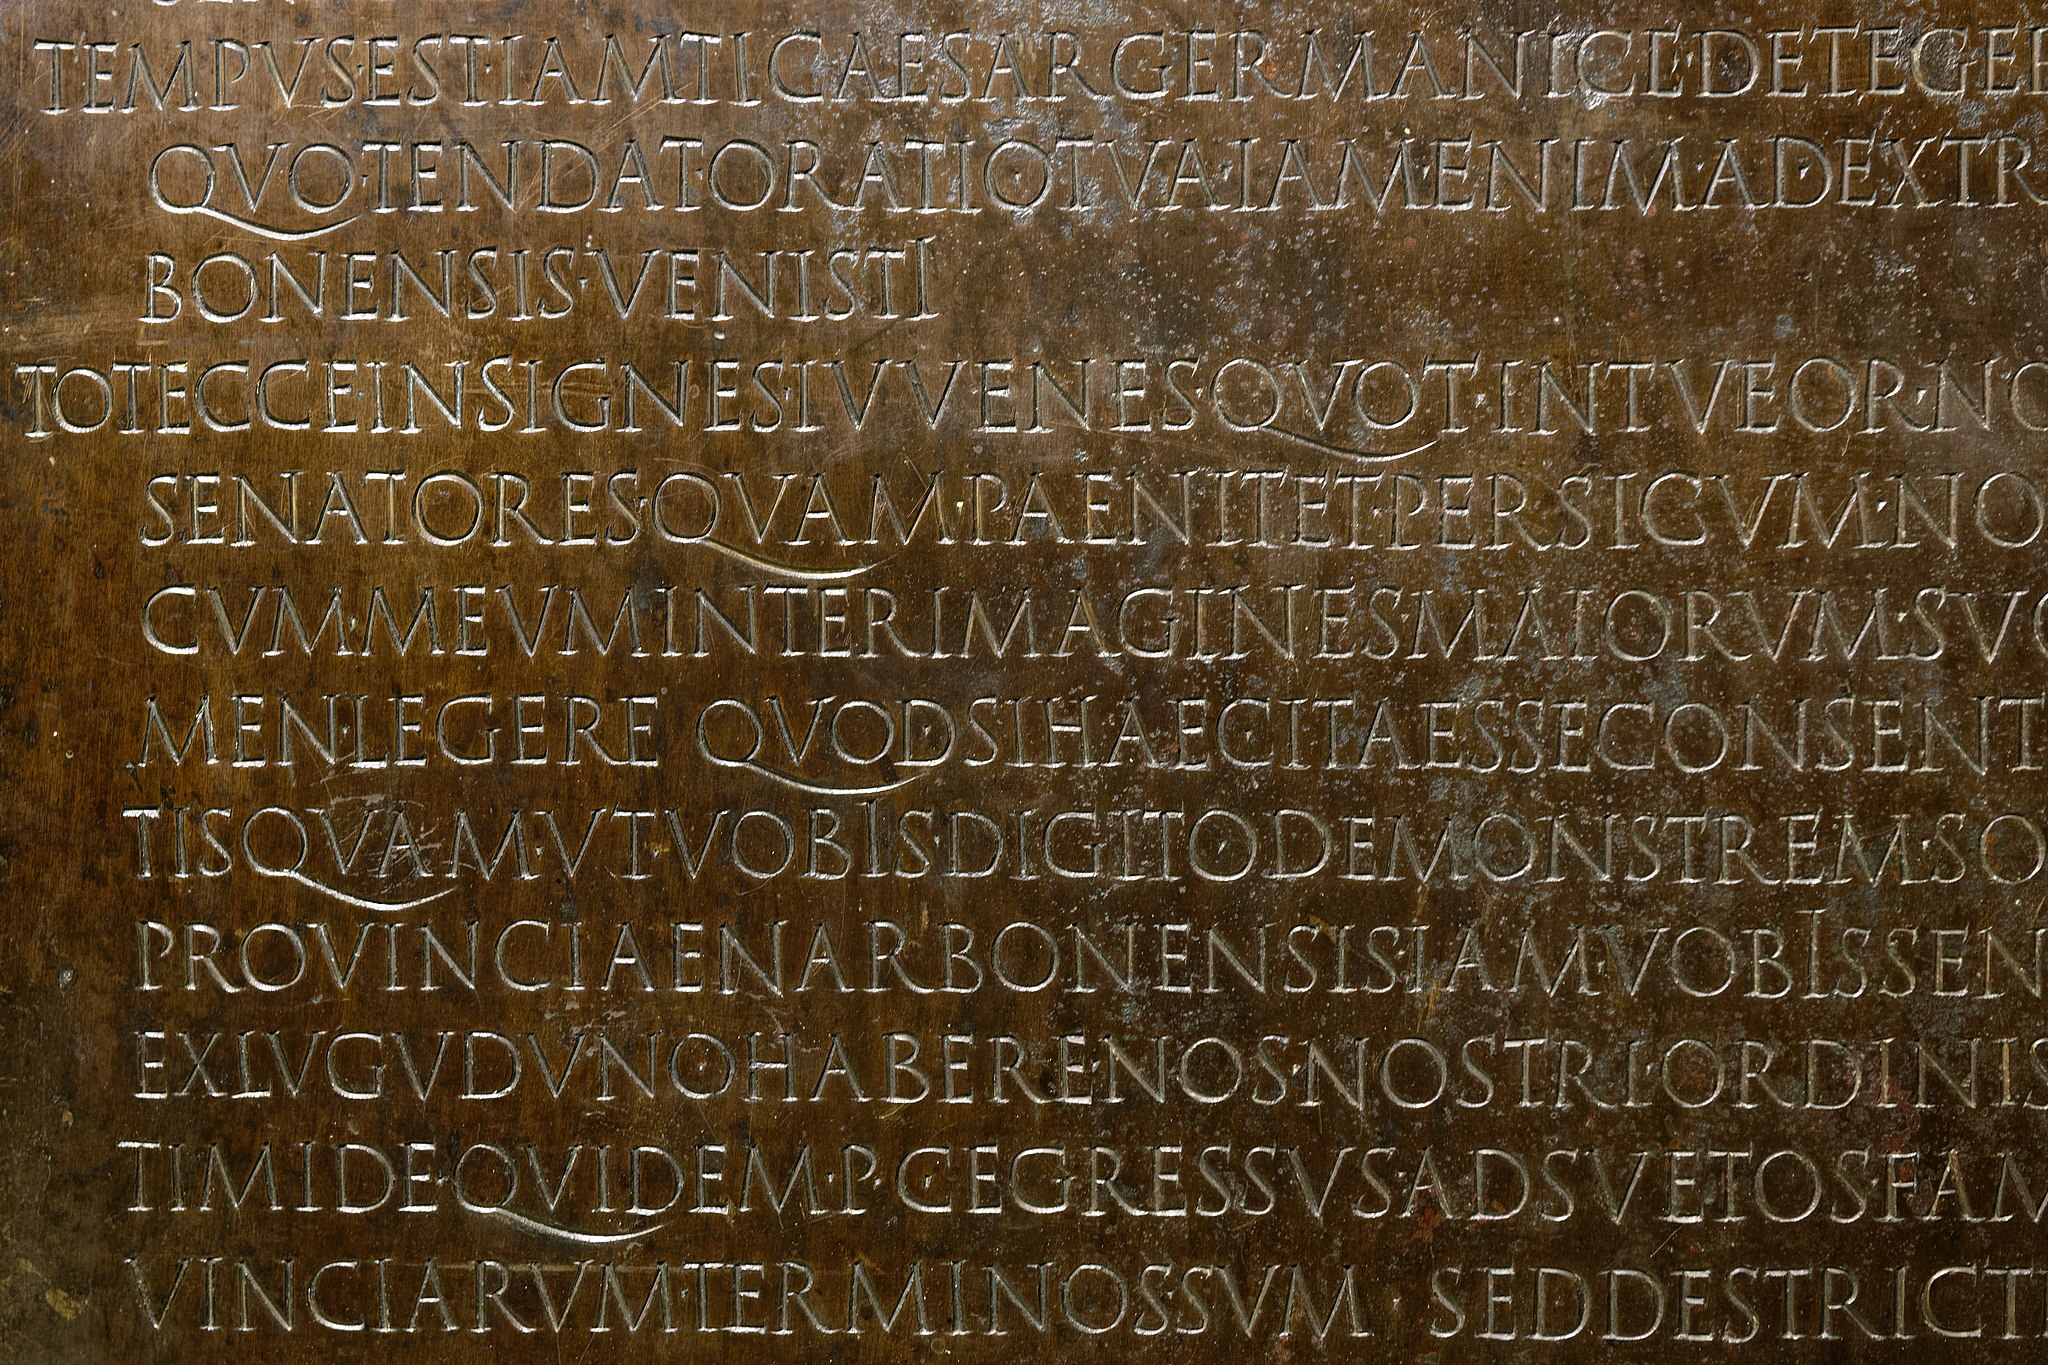 TEMPVS·EST·IAM·TI·CAESAR GERMANICE·DETEGERE
QVO·TENDAT·ORATIO·TVA·IAM·ENIM·AD·EXTR
BONENSIS·VENISTI
TOT ECCE INSIGNES·IVVENES·QVOT·INTVEOR·NO
SENATORES·QVAM·PAENITET·PERSICVM·NO
CVM·MEVM·INTER IMAGINES MAIORVM·SVO
MEN LEGERE QVOD·SI HAEC ITA ESSE CONSENT
TIS QVAM·VT VOBIS DIGITO DEMONSTREM·SO
PROVINCIAE NARBONENSIS·IAM VOBIS SEN
EX LVGVDVNO HABERE·NOS NOSTRI·ORDINIS
TIMIDE·QVIDEM·P·C·EGRESSVS·ADSVETOS·FAM
VINCIARVM·TERMINOS·SVM SED DESTRICT